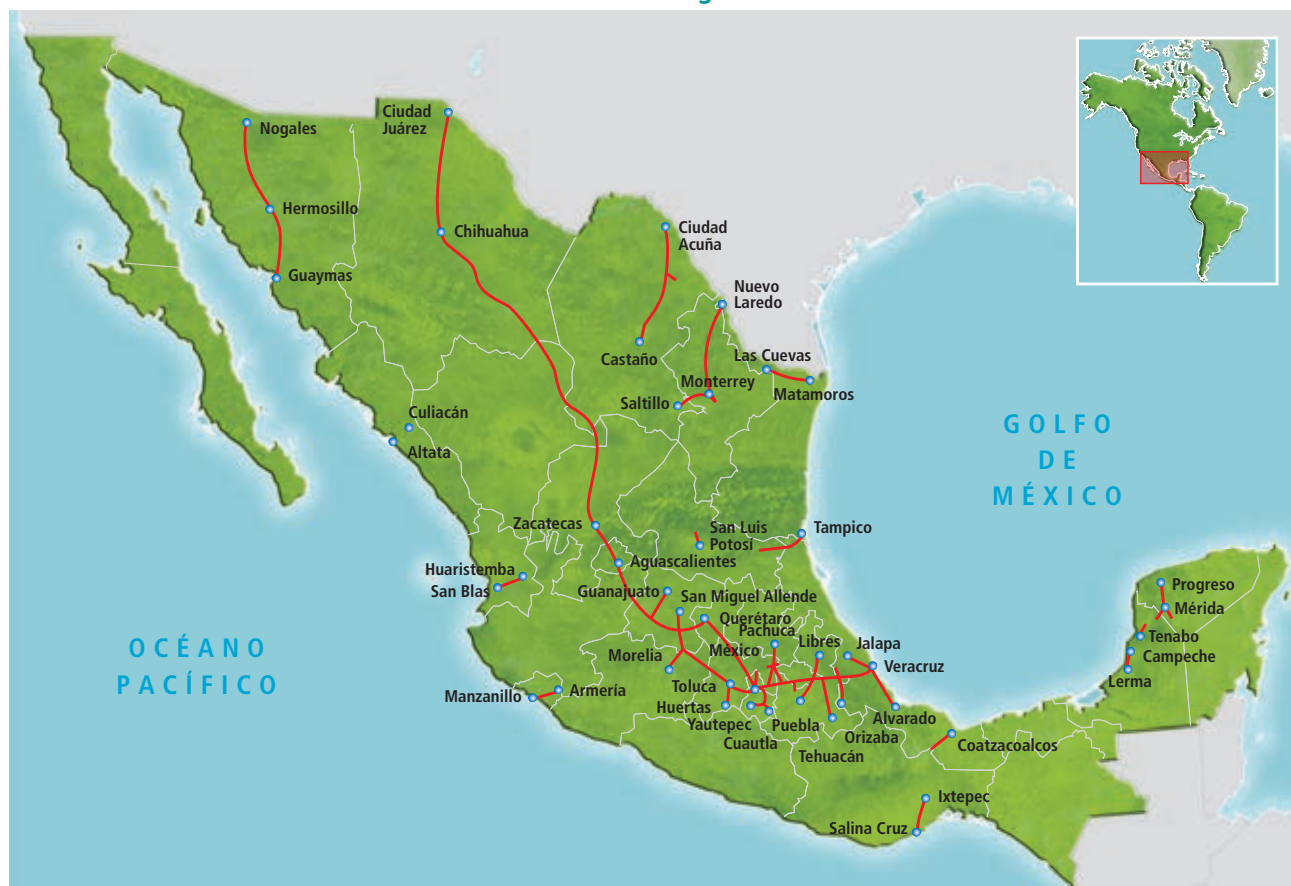 Nogales
Ciudad
Juárez
Hermosillo
Chihuahua
Ciudad
Acuña
Guaymas
Nuevo
Laredo
Castaño
Las Cuevas
Monterrey
Matamoros
Saltillo
Culiacán
Altata
GOLFO
DE
MÉXICO
Zacatecas
San Luis
Potosí
Tampico
Aguascalientes
Huaristemba
San Blas
Guanajuato
San Miguel Allende
Querétaro
Pachuca
México
Libres
Jalapa
Morelia
Veracruz
Toluca
Manzanillo
Armería
Huertas
Yautepec
Cuautla
Puebla
Tehuacán
Orizaba
Alvarado
Coatzacoalcos
Ixtepec
Salina Cruz
Progreso
Mérida
Tenabo
Campeche
Lerma
OCÉANO
PACÍFICO